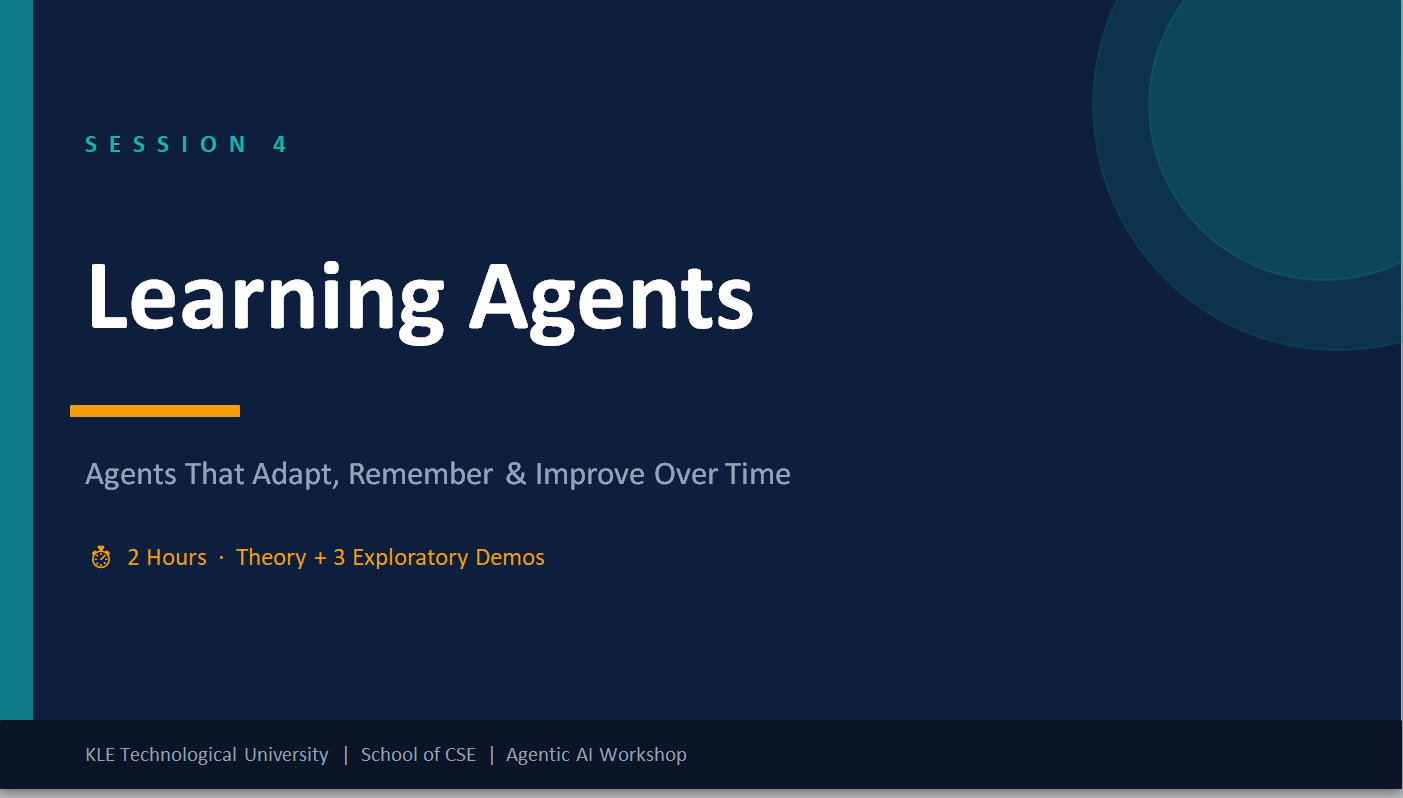 SESSION 4
Learning Agents
Agents That Adapt, Remember & Improve Over Time
⏱ 2 Hours · Theory + 3 Exploratory Demos
KLE Technological University | School of CSE | Agentic AI Workshop